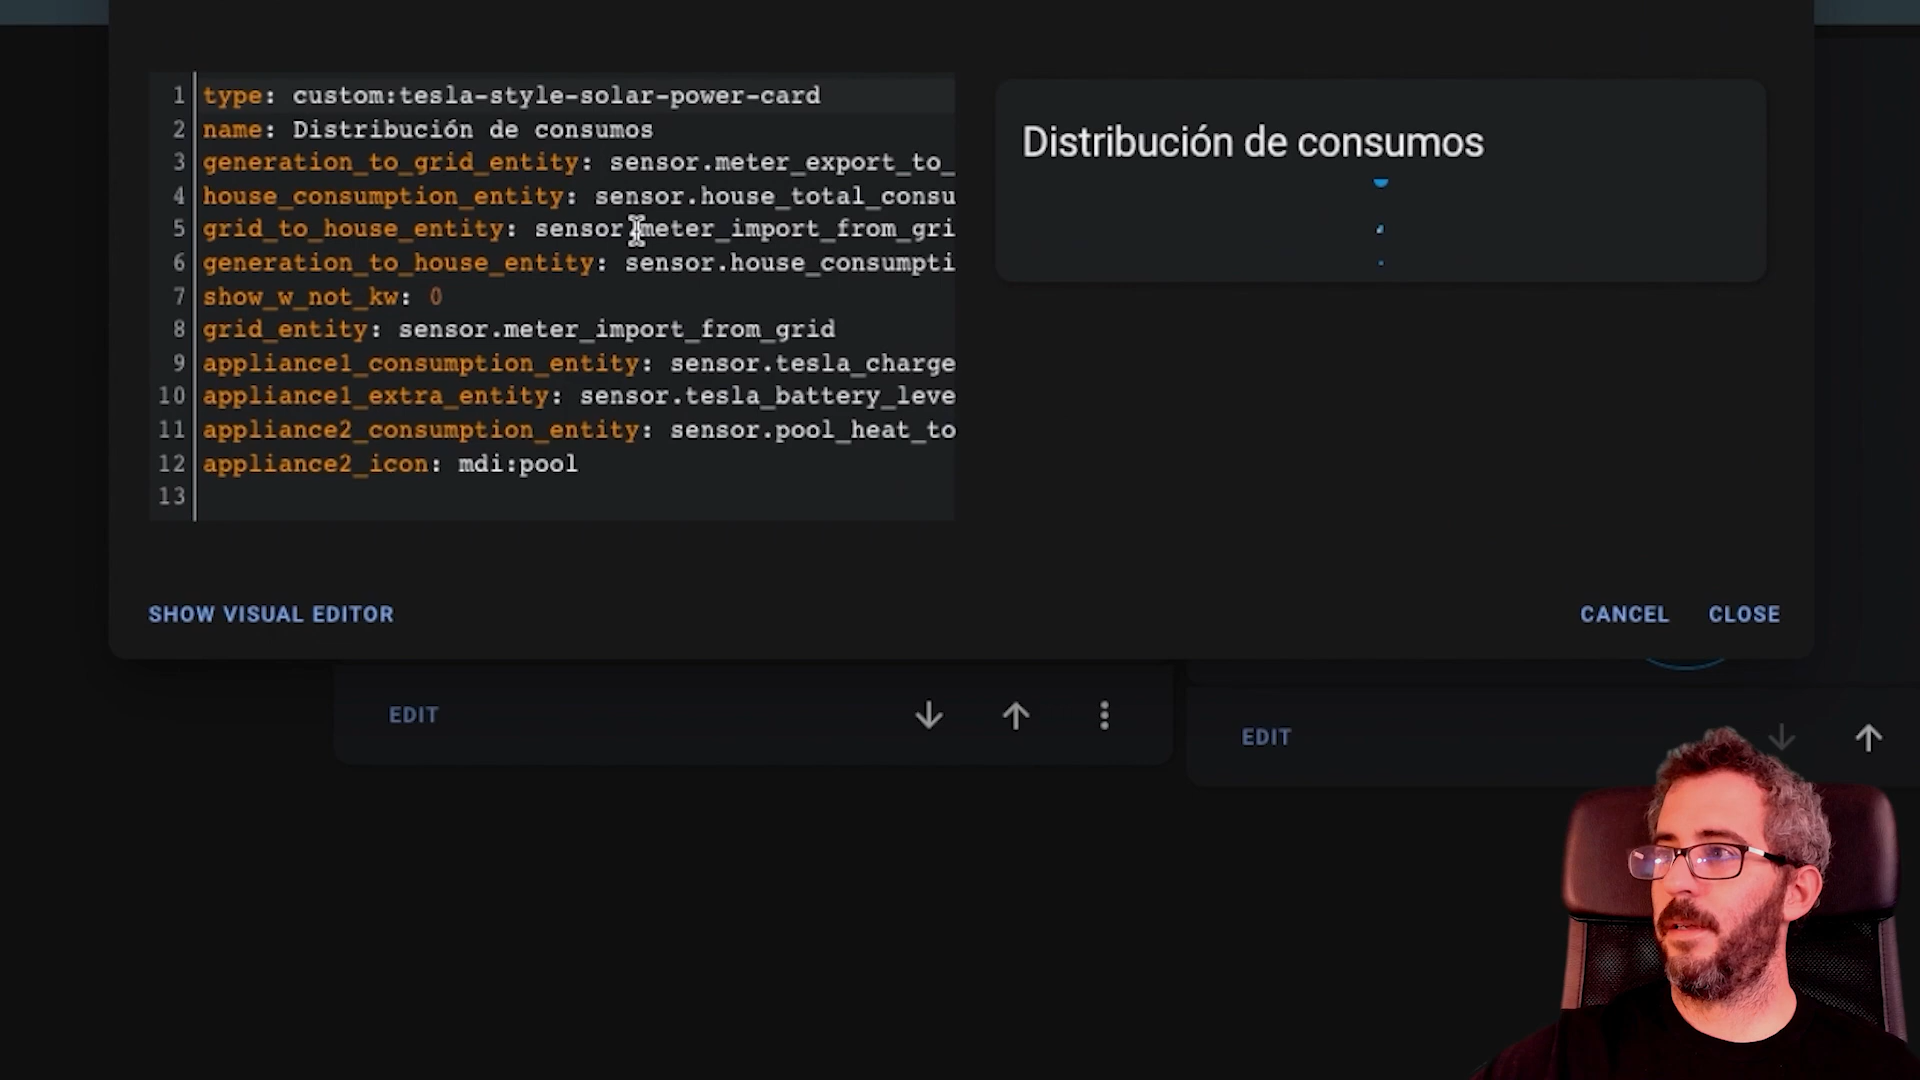 1 type: custom:tesla-style-solar-power-card
2 name: Distribución de consumos
3 generation_to_grid_entity: sensor.meter_export_to_
4 house_consumption_entity: sensor.house_total_consu
5 grid_to_house_entity: sensor.meter_import_from_gri
6 generation_to_house_entity: sensor.house_consumpti
7 show_w_not_kw: 0
8 grid_entity: sensor.meter_import_from_grid
9 appliance1_consumption_entity: sensor.tesla_charge
10 appliance1_extra_entity: sensor.tesla_battery_leve
11 appliance2_consumption_entity: sensor.pool_heat_to
12 appliance2_icon: mdi:pool
13
Distribución de consumos
SHOW VISUAL EDITOR
CANCEL CLOSE
EDIT
EDIT